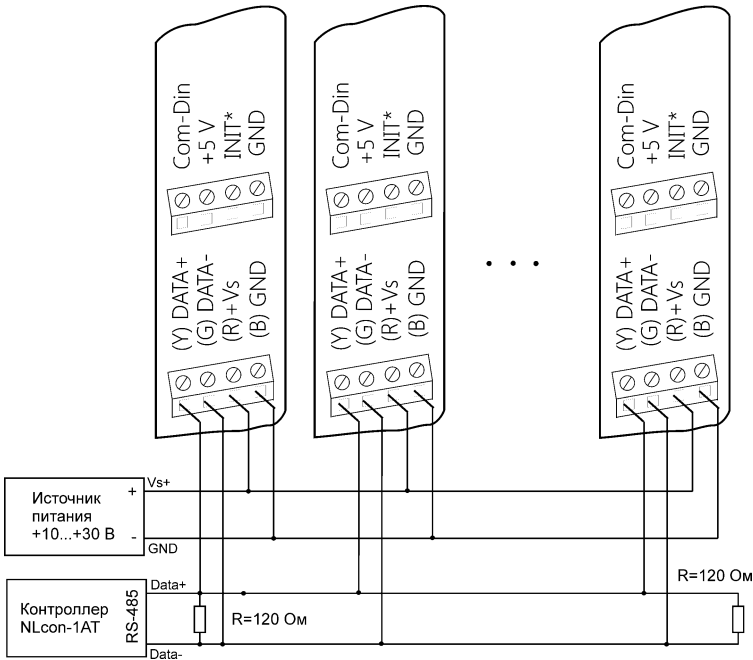 Com-Din
+5 V
INIT*
GND
Com-Din
+5 V
INIT*
GND
Com-Din
+5 V
INIT*
GND
(Y) DATA+
(G) DATA-
(R)+Vs
(B) GND
(Y) DATA+
(G) DATA-
(R)+Vs
(B) GND
(Y) DATA+
(G) DATA-
(R)+Vs
(B) GND
. . .
Источник
питания
+10...+30 В
+
-
Vs+
GND
Контроллер
NLcon-1AT
RS-485
Data+
Data-
R=120 Ом
R=120 Ом